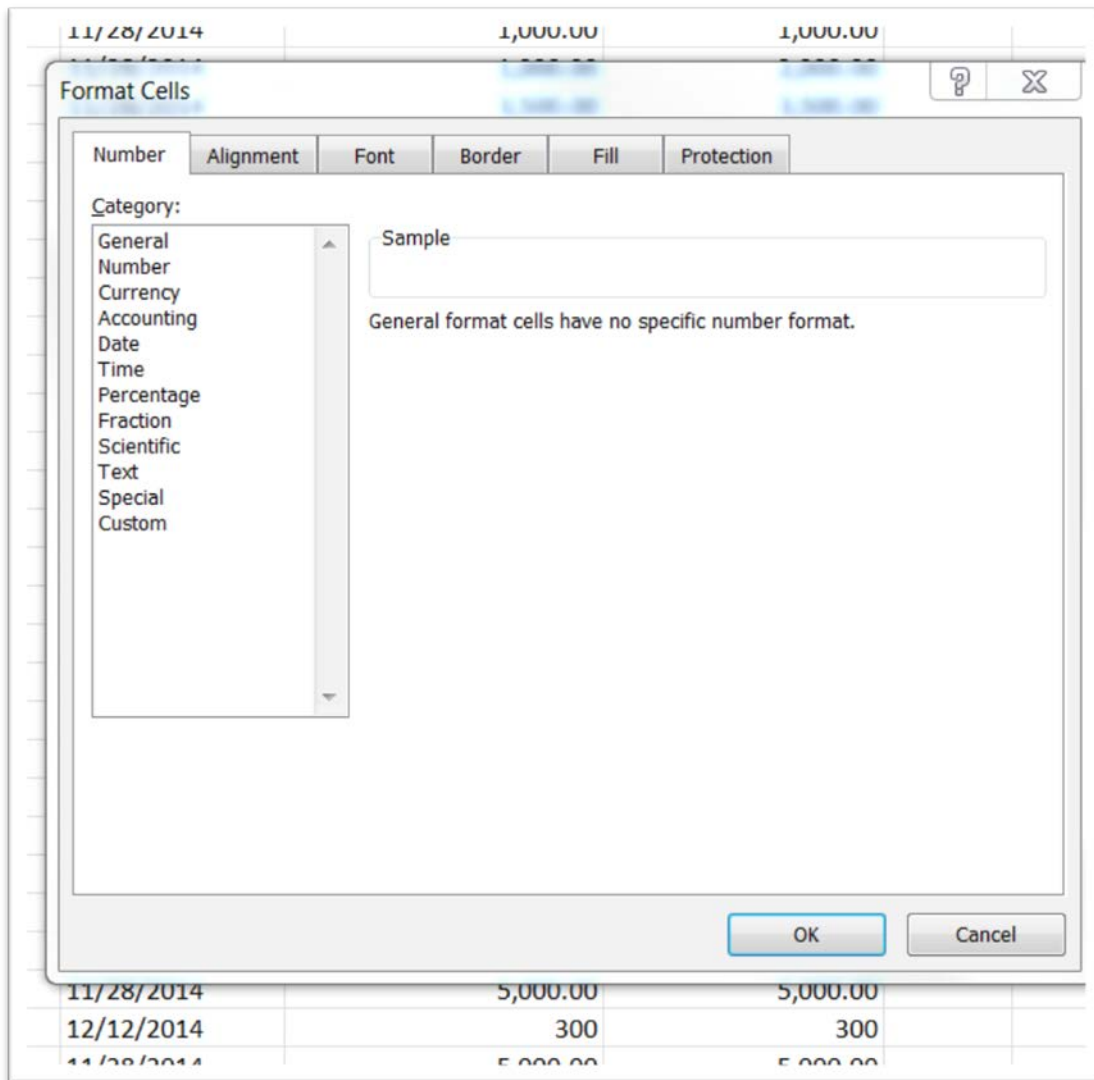 11/28/2014 1,000.00 1,000.00
Format Cells
Number Alignment Font Border Fill Protection
Category:
General
Number
Currency
Accounting
Date
Time
Percentage
Fraction
Scientific
Text
Special
Custom
Sample
General format cells have no specific number format.
OK Cancel
11/28/2014 5,000.00 5,000.00
12/12/2014 300 300